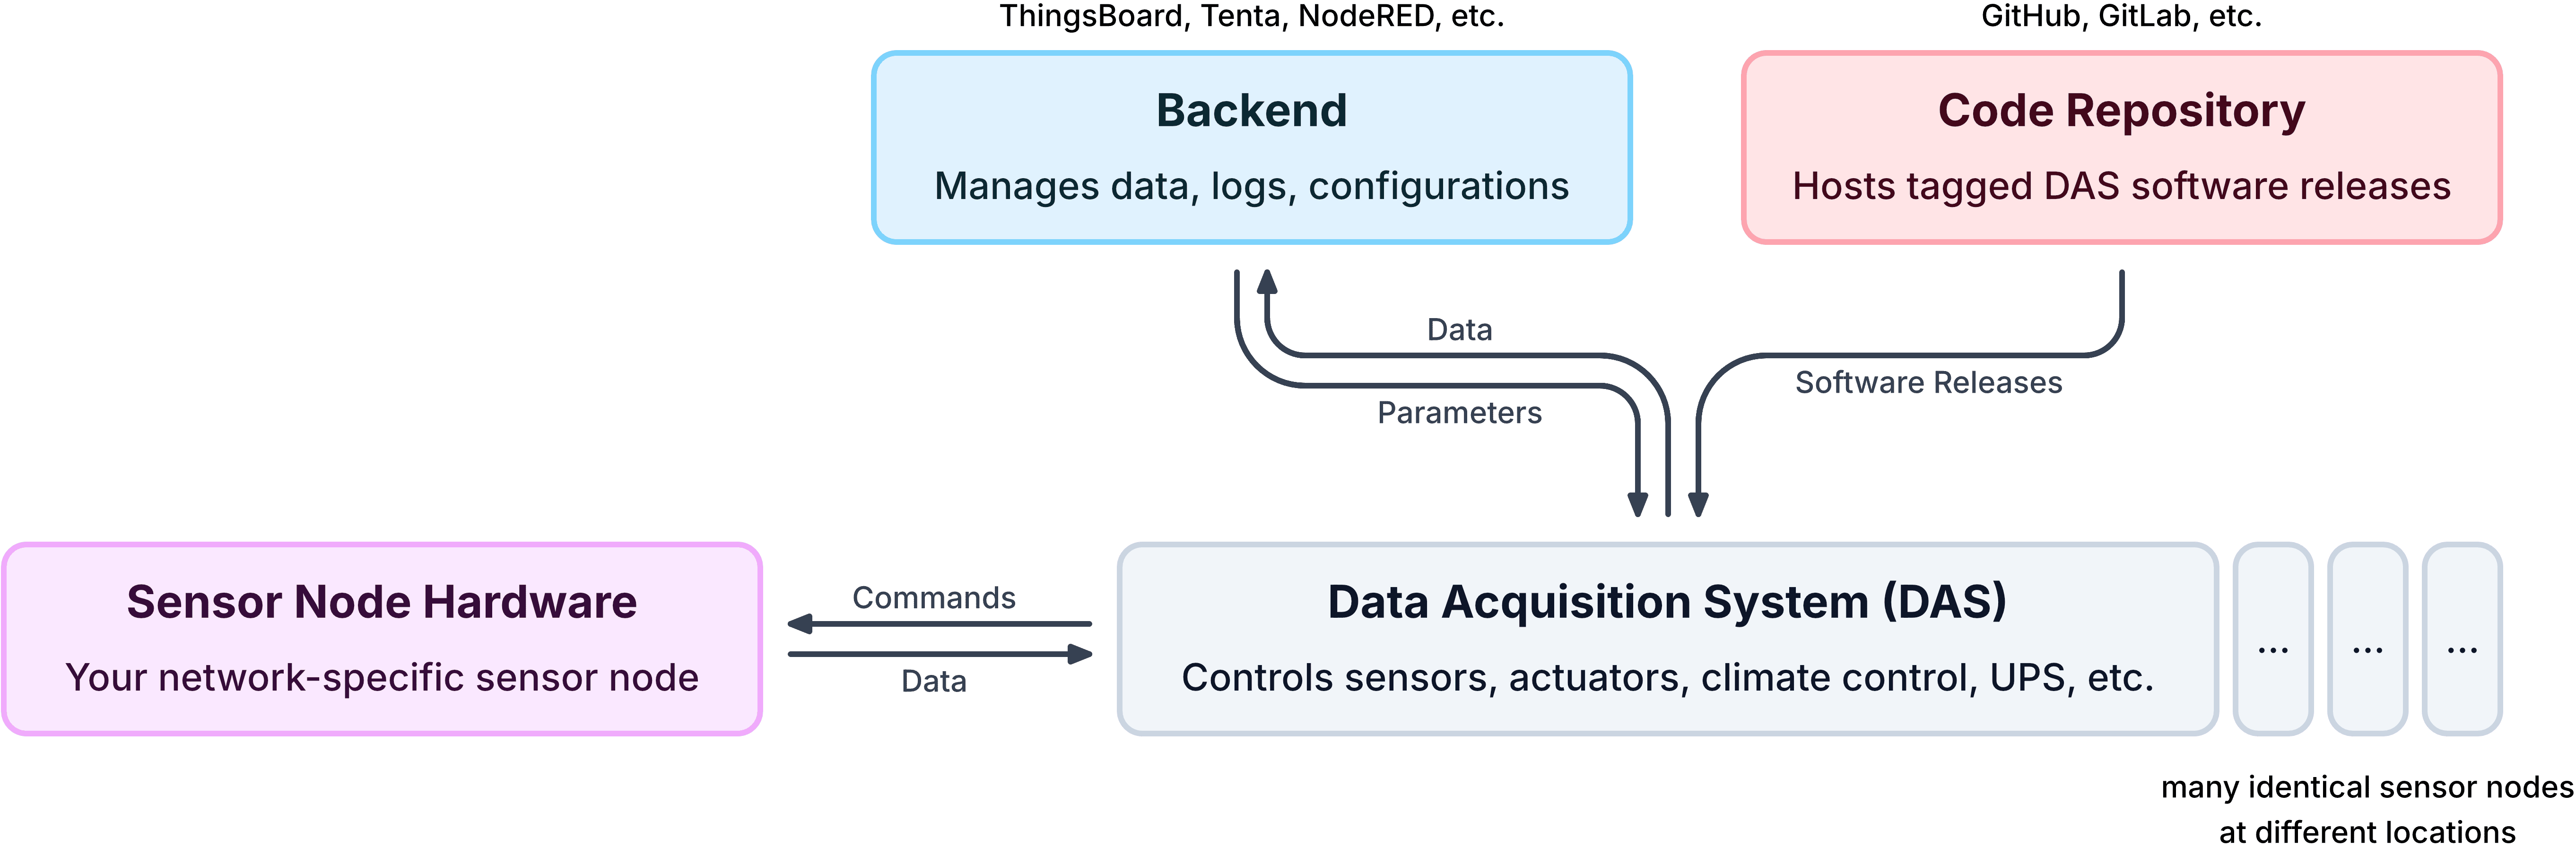 ThingsBoard, Tenta, NodeRED, etc.
GitHub, GitLab, etc.
Backend
Manages data, logs, configurations
Code Repository
Hosts tagged DAS software releases
Data
Parameters
Software Releases
Sensor Node Hardware
Your network-specific sensor node
Commands
Data
Data Acquisition System (DAS)
Controls sensors, actuators, climate control, UPS, etc.
...
...
...
many identical sensor nodes
at different locations